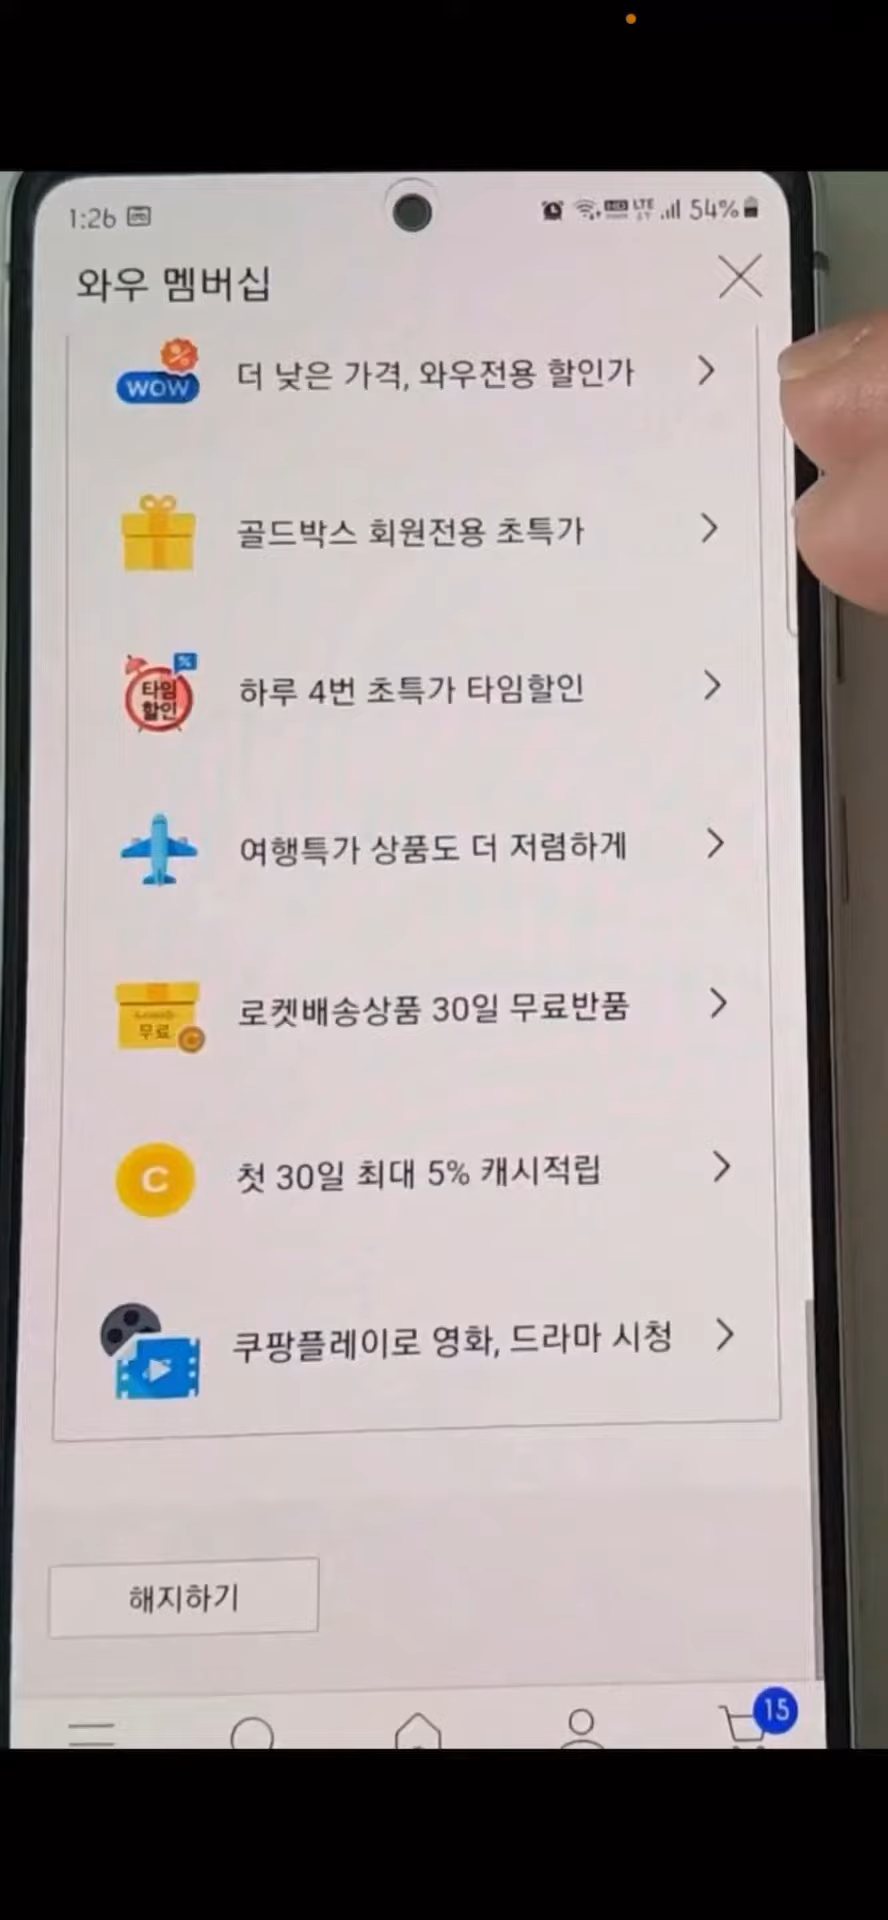 1:26
LTE
54%
와우 멤버십
WOW
더 낮은 가격, 와우전용 할인가
골드박스 회원전용 초특가
타임
할인
하루 4번 초특가 타임할인
여행특가 상품도 더 저렴하게
무료
로켓배송상품 30일 무료반품
C
첫 30일 최대 5% 캐시적립
쿠팡플레이로 영화, 드라마 시청
해지하기
15